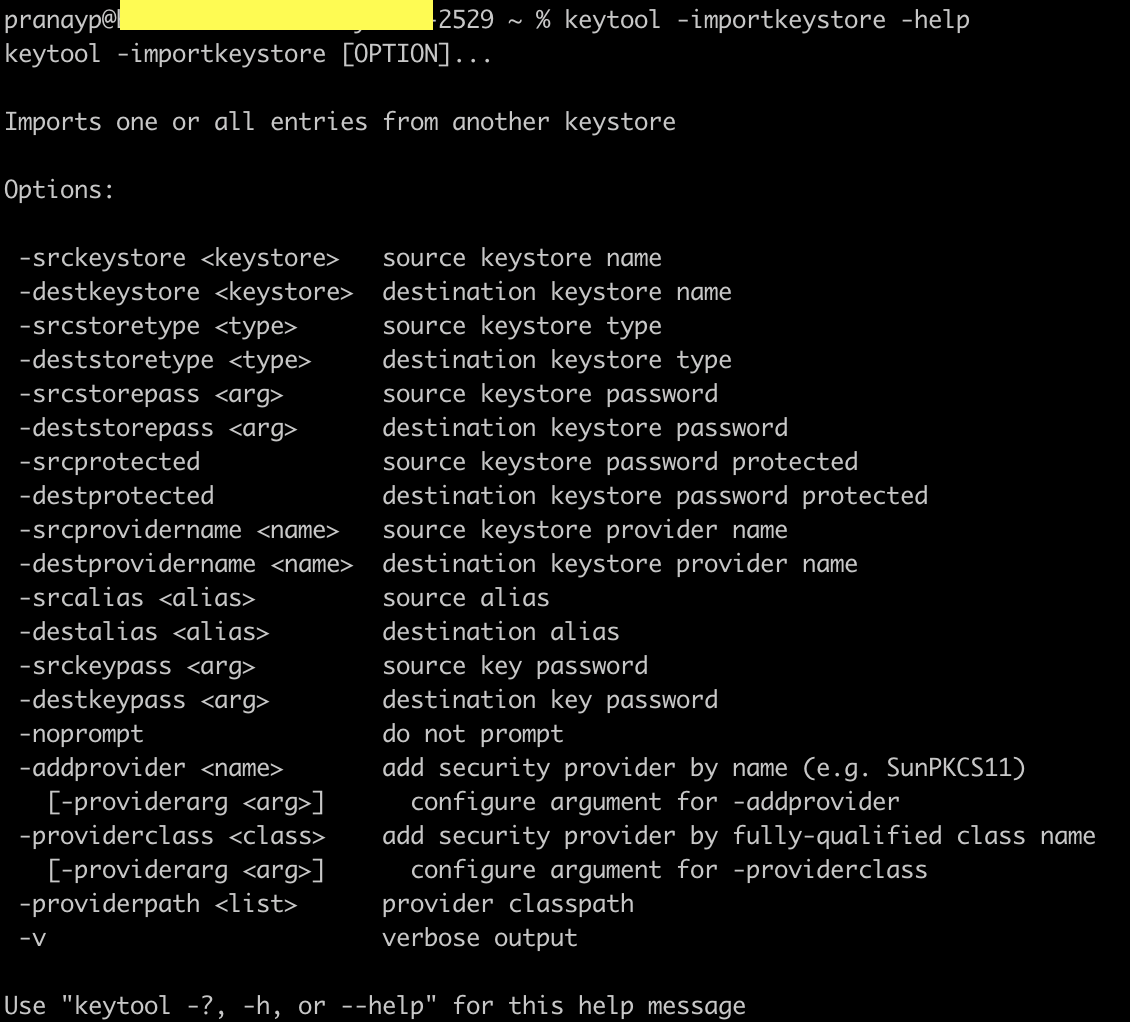 pranayp@ -2529 ~ % keytool -importkeystore -help
keytool -importkeystore [OPTION]...
Imports one or all entries from another keystore
Options:
-srckeystore <keystore> source keystore name
-destkeystore <keystore> destination keystore name
-srcstoretype <type> source keystore type
-deststoretype <type> destination keystore type
-srcstorepass <arg> source keystore password
-deststorepass <arg> destination keystore password
-srcprotected source keystore password protected
-destprotected destination keystore password protected
-srcprovidername <name> source keystore provider name
-destprovidername <name> destination keystore provider name
-srcalias <alias> source alias
-destalias <alias> destination alias
-srckeypass <arg> source key password
-destkeypass <arg> destination key password
-noprompt do not prompt
-addprovider <name> add security provider by name (e.g. SunPKCS11)
[-providerarg <arg>] configure argument for -addprovider
-providerclass <class> add security provider by fully-qualified class name
[-providerarg <arg>] configure argument for -providerclass
-providerpath <list> provider classpath
-v verbose output
Use "keytool -?, -h, or --help" for this help message